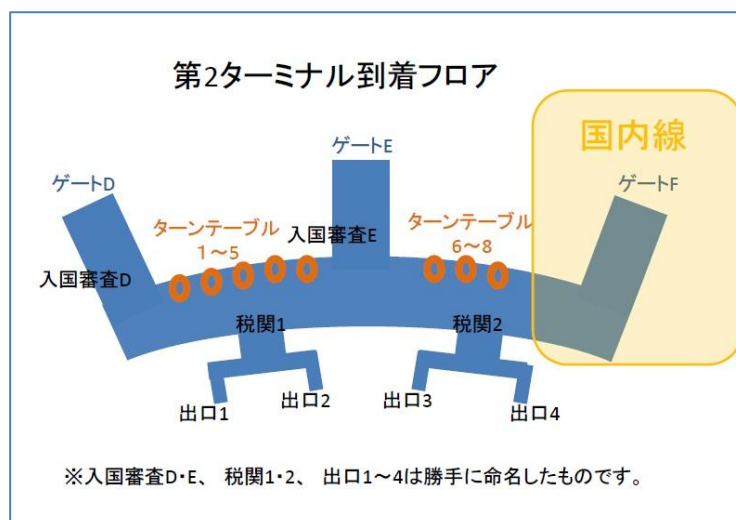 第2ターミナル到着フロア
国内線
ゲートE
ゲートD
ゲートF
ターンテーブル
1～5
入国審査E
ターンテーブル
6～8
入国審査D
税関1
税関2
出口1
出口2
出口3
出口4
※入国審査D・E、 税関1・2、 出口1～4は勝手に命名したものです。